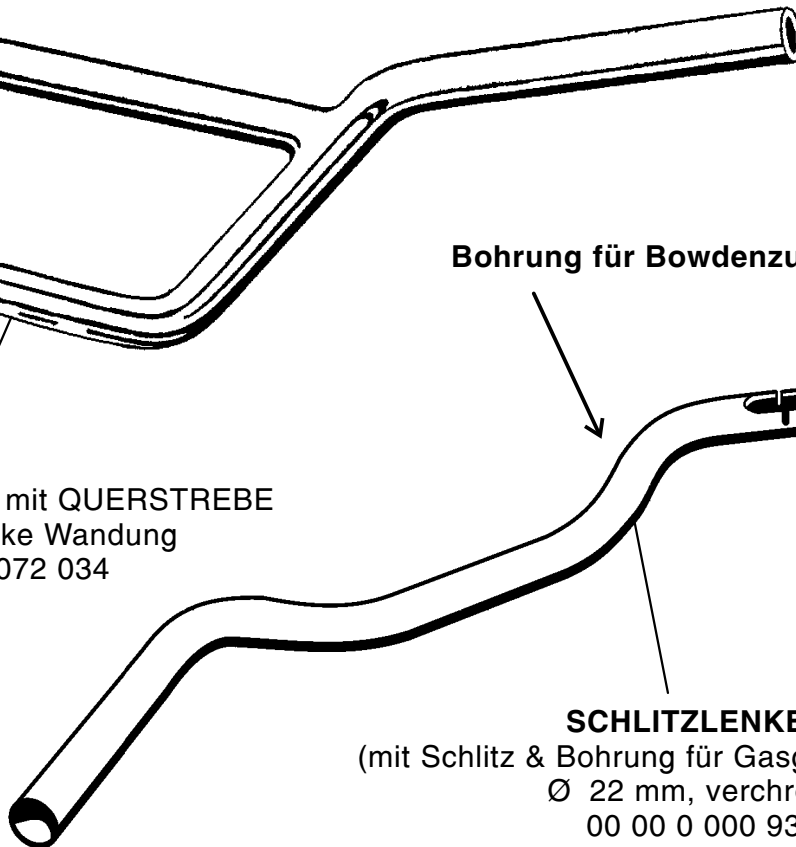 Bohrung für Bowdenzu
mit QUERSTREBE
ke Wandung
072 034
SCHLITZLENKE
(mit Schlitz & Bohrung für Gasg
Ø 22 mm, verchr
00 00 0 000 93